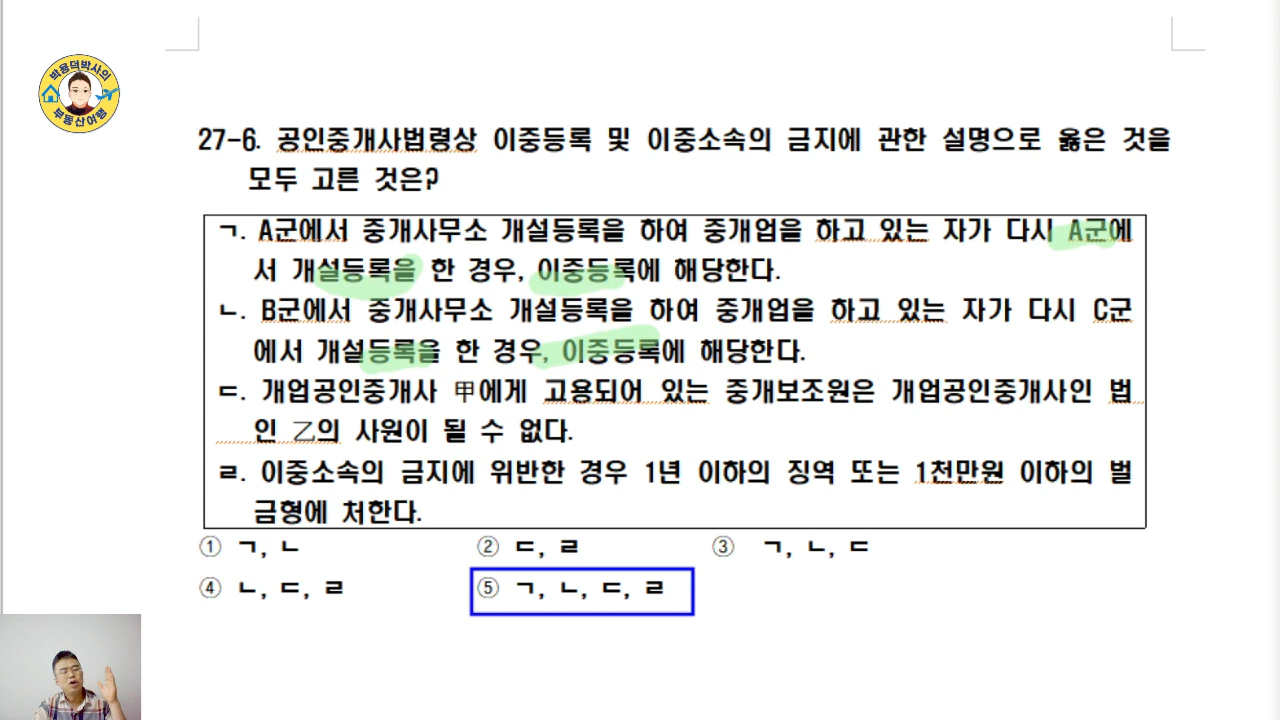 박용덕박사의
부동산여행
27-6. 공인중개사법령상 이중등록 및 이중소속의 금지에 관한 설명으로 옳은 것을
모두 고른 것은?
ㄱ. A군에서 중개사무소 개설등록을 하여 중개업을 하고 있는 자가 다시 A군에
서 개설등록을 한 경우, 이중등록에 해당한다.
ㄴ. B군에서 중개사무소 개설등록을 하여 중개업을 하고 있는 자가 다시 C군
에서 개설등록을 한 경우, 이중등록에 해당한다.
ㄷ. 개업공인중개사 甲에게 고용되어 있는 중개보조원은 개업공인중개사인 법
인 乙의 사원이 될 수 없다.
ㄹ. 이중소속의 금지에 위반한 경우 1년 이하의 징역 또는 1천만원 이하의 벌
금형에 처한다.
① ㄱ, ㄴ ② ㄷ, ㄹ ③ ㄱ, ㄴ, ㄷ
④ ㄴ, ㄷ, ㄹ ⑤ ㄱ, ㄴ, ㄷ, ㄹ